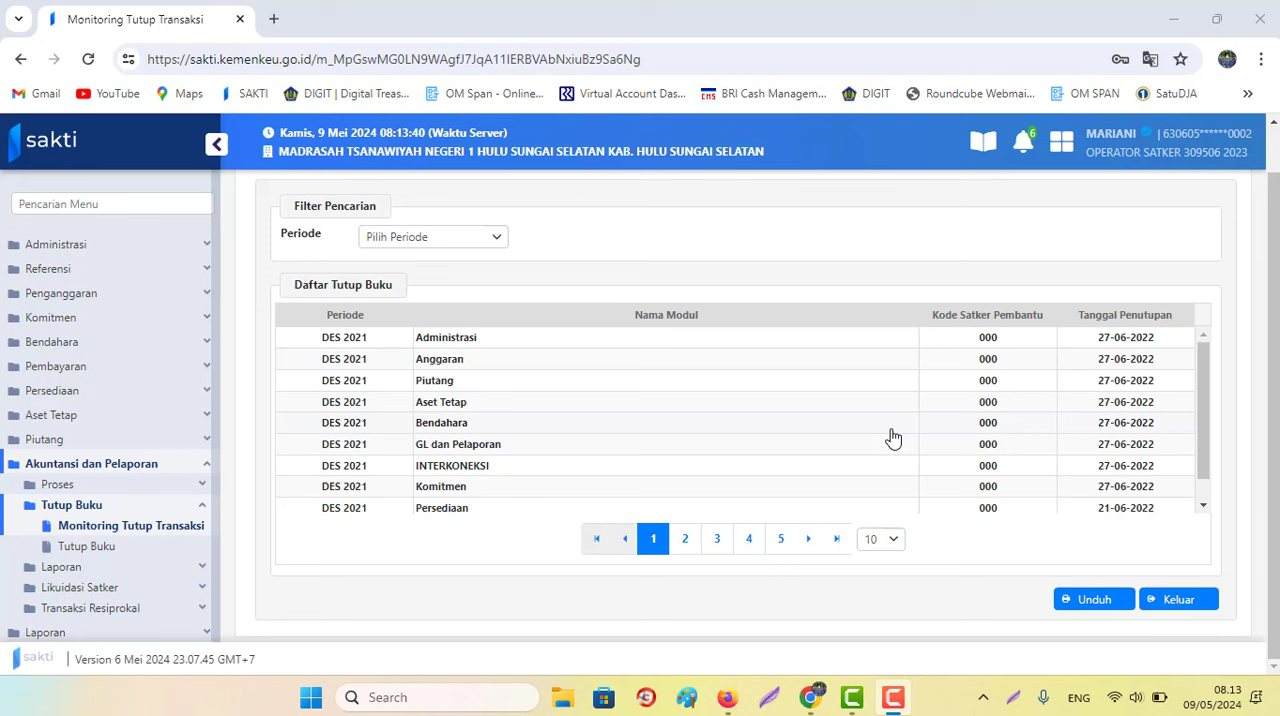 Monitoring Tutup Transaksi
https://sakti.kemenkeu.go.id/m_MpGswMG0LN9WAgfJ7JqA11IERBVAbNxiuBz9Sa6Ng
Gmail YouTube Maps SAKTI DIGIT | Digital Treas... OM Span - Online... Virtual Account Das... BRI Cash Managem... DIGIT Roundcube Webmai... OM SPAN SatuDJA
sakti
Kamis, 9 Mei 2024 08:13:40 (Waktu Server)
MADRASAH TSANAWIYAH NEGERI 1 HULU SUNGAI SELATAN KAB. HULU SUNGAI SELATAN
6
MARIANI | 630605******0002
OPERATOR SATKER 309506 2023
Pencarian Menu
Administrasi
Referensi
Penganggaran
Komitmen
Bendahara
Pembayaran
Persediaan
Aset Tetap
Piutang
Akuntansi dan Pelaporan
Proses
Tutup Buku
Monitoring Tutup Transaksi
Tutup Buku
Laporan
Likuidasi Satker
Transaksi Resiprokal
Laporan
Filter Pencarian
Periode Pilih Periode
Daftar Tutup Buku
Periode Nama Modul Kode Satker Pembantu Tanggal Penutupan
DES 2021 Administrasi 000 27-06-2022
DES 2021 Anggaran 000 27-06-2022
DES 2021 Piutang 000 27-06-2022
DES 2021 Aset Tetap 000 27-06-2022
DES 2021 Bendahara 000 27-06-2022
DES 2021 GL dan Pelaporan 000 27-06-2022
DES 2021 INTERKONEKSI 000 27-06-2022
DES 2021 Komitmen 000 27-06-2022
DES 2021 Persediaan 000 21-06-2022
1 2 3 4 5 10
Unduh Keluar
sakti | Version 6 Mei 2024 23.07.45 GMT+7
Search
ENG
08.13
09/05/2024